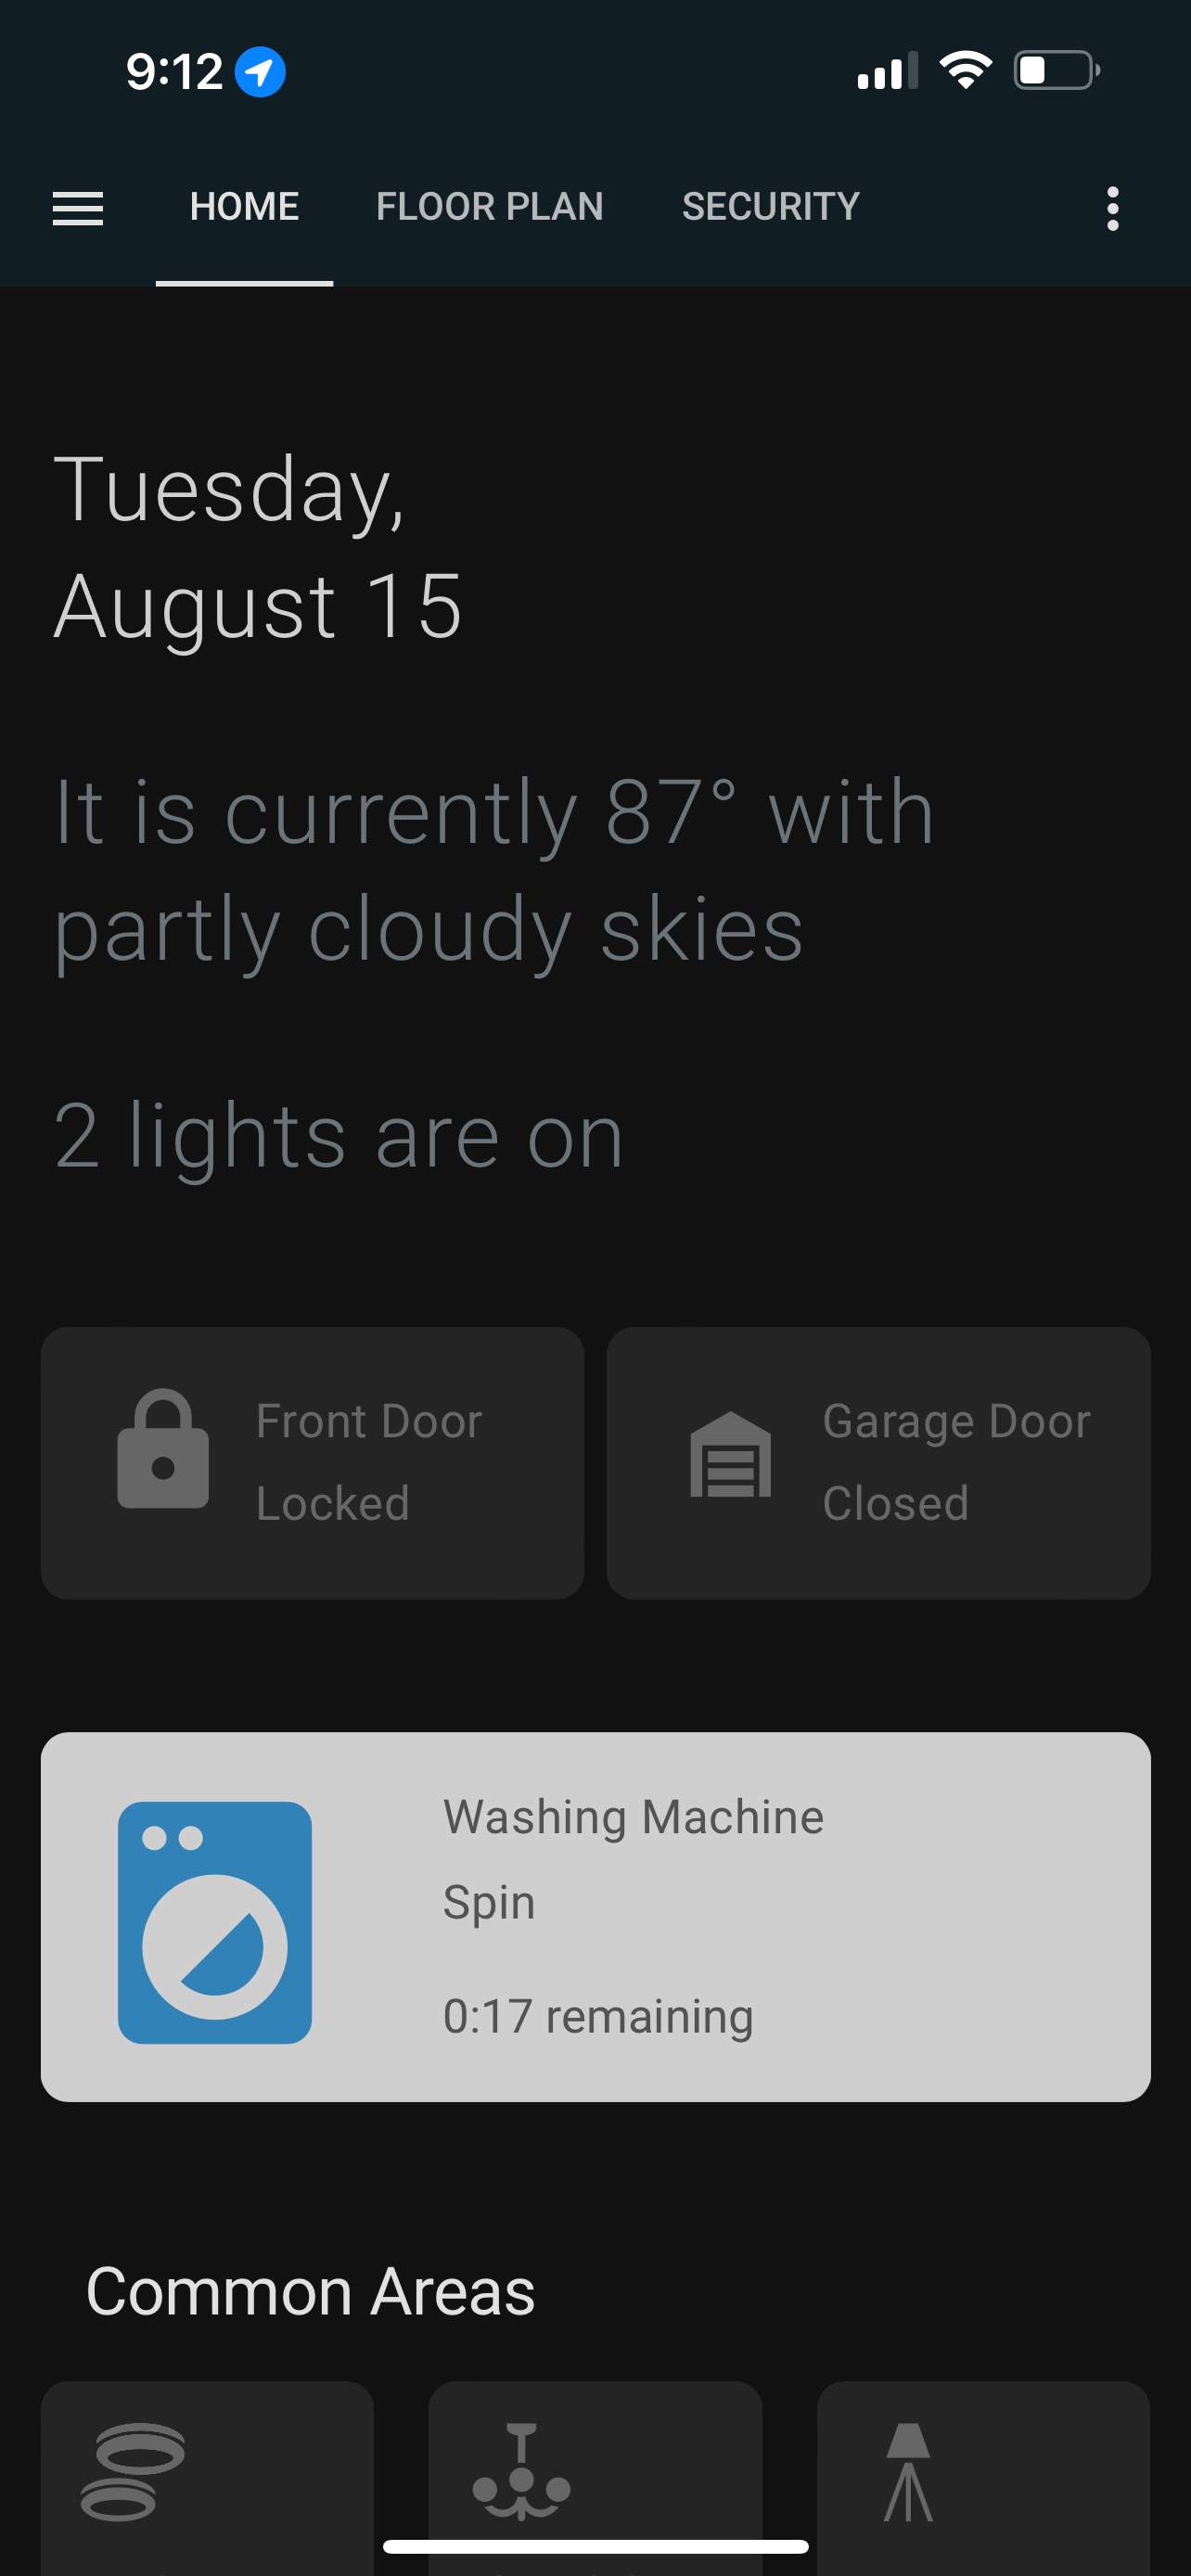 9:12
HOME FLOOR PLAN SECURITY
Tuesday,
August 15
It is currently 87° with
partly cloudy skies
2 lights are on
Front Door
Locked
Garage Door
Closed
Washing Machine
Spin
0:17 remaining
Common Areas